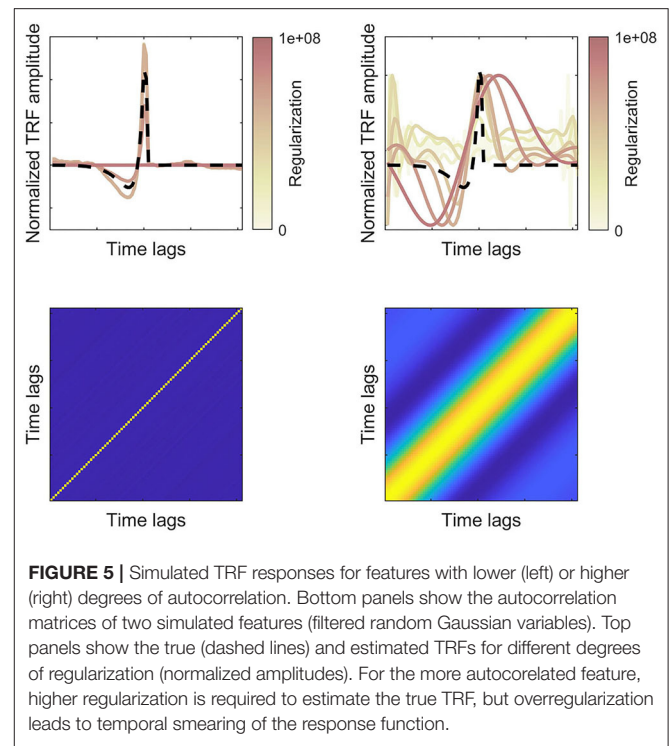 1e+08
Normalized TRF amplitude
Regularization
0
Time lags
1e+08
Normalized TRF amplitude
Regularization
0
Time lags
Time lags
Time lags
Time lags
Time lags
FIGURE 5 | Simulated TRF responses for features with lower (left) or higher
(right) degrees of autocorrelation. Bottom panels show the autocorrelation
matrices of two simulated features (filtered random Gaussian variables). Top
panels show the true (dashed lines) and estimated TRFs for different degrees
of regularization (normalized amplitudes). For the more autocorelated feature,
higher regularization is required to estimate the true TRF, but overregularization
leads to temporal smearing of the response function.